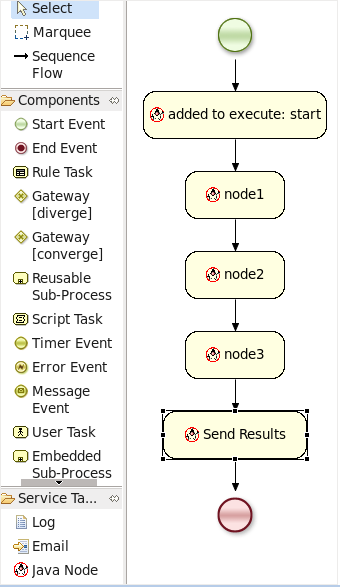 Select
Marquee
Sequence
Flow
Components
Start Event
End Event
Rule Task
Gateway
[diverge]
Gateway
[converge]
Reusable
Sub-Process
Script Task
Timer Event
Error Event
Message
Event
User Task
Embedded
Sub-Process
Service Ta...
Log
Email
Java Node
added to execute: start
node1
node2
node3
Send Results